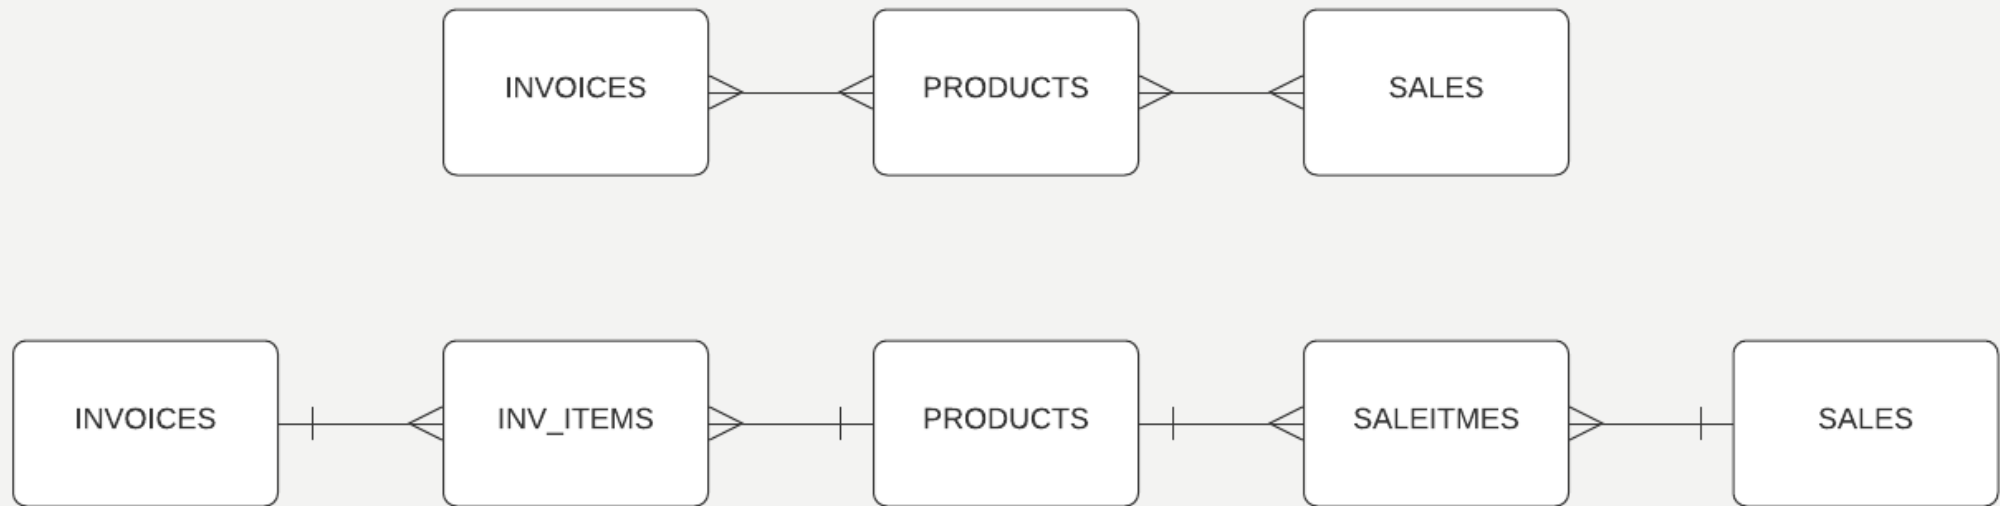 INVOICES
PRODUCTS
SALES
INVOICES
INV_ITEMS
PRODUCTS
SALEITMES
SALES